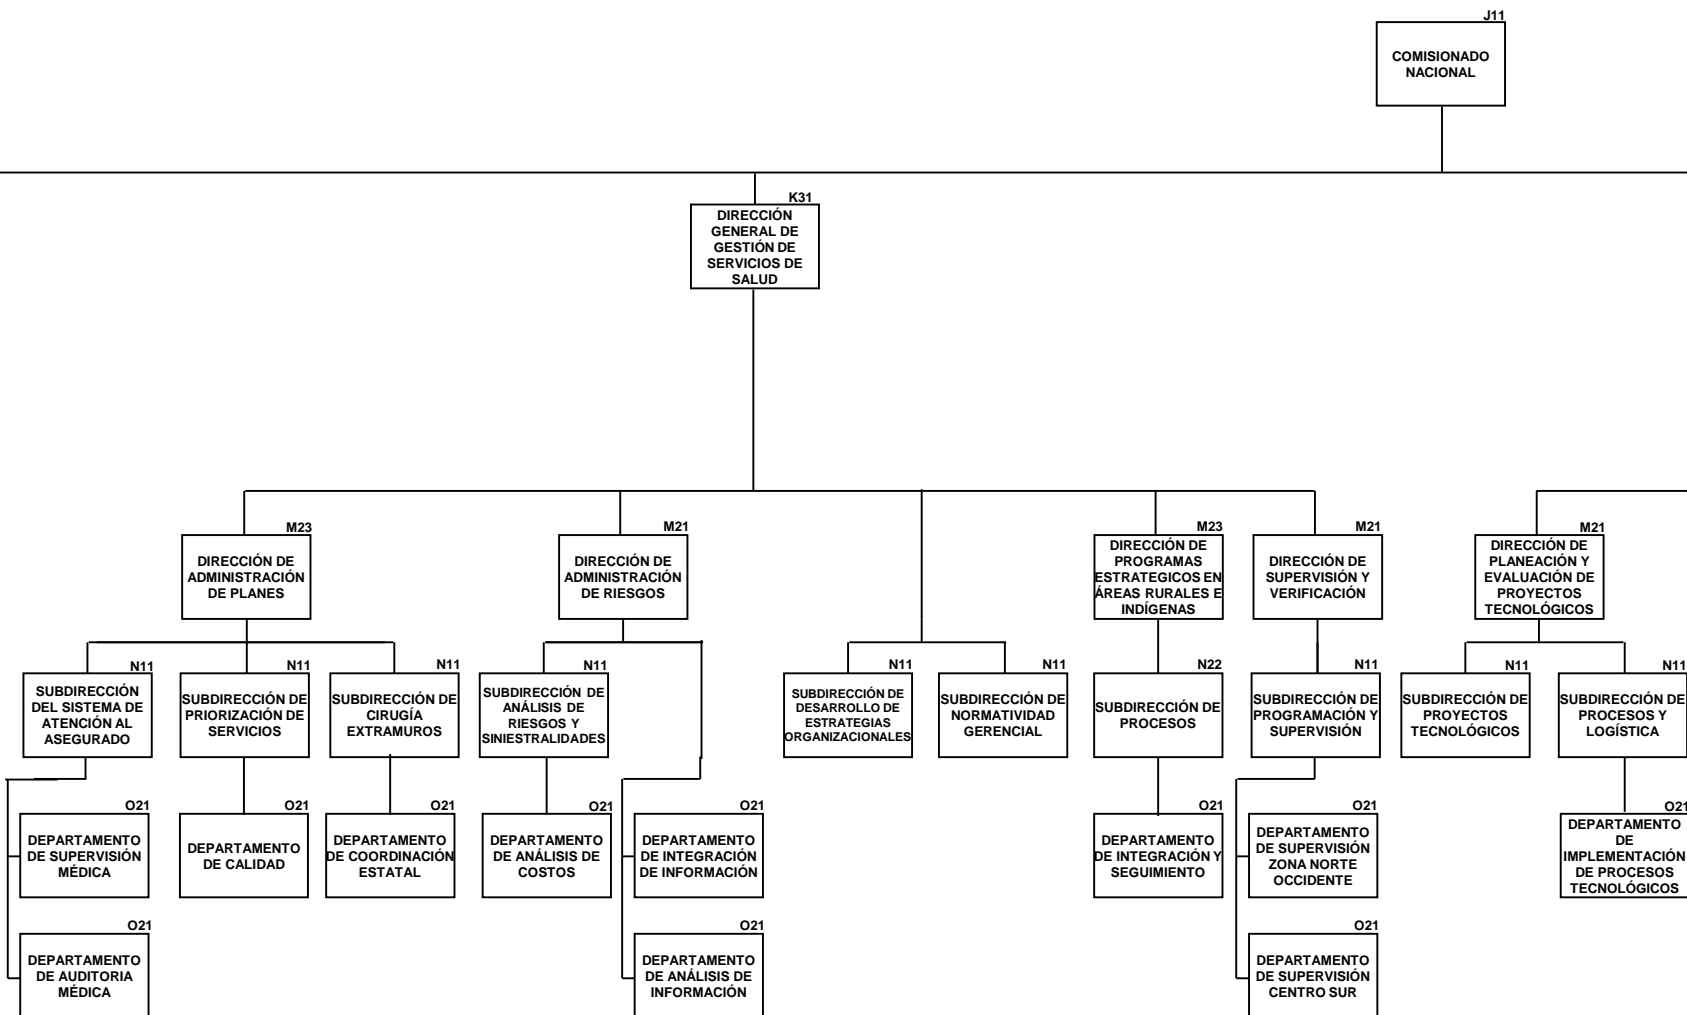 J11
COMISIONADO
NACIONAL
K31
DIRECCIÓN
GENERAL DE
GESTIÓN DE
SERVICIOS DE
SALUD
M23
DIRECCIÓN DE
ADMINISTRACIÓN
DE PLANES
M21
DIRECCIÓN DE
ADMINISTRACIÓN
DE RIESGOS
M23
DIRECCIÓN DE
PROGRAMAS
ESTRATEGICOS EN
ÁREAS RURALES E
INDÍGENAS
M21
DIRECCIÓN DE
SUPERVISIÓN Y
VERIFICACIÓN
M21
DIRECCIÓN DE
PLANEACIÓN Y
EVALUACIÓN DE
PROYECTOS
TECNOLÓGICOS
N11
SUBDIRECCIÓN
DEL SISTEMA DE
ATENCIÓN AL
ASEGURADO
N11
SUBDIRECCIÓN DE
PRIORIZACIÓN DE
SERVICIOS
N11
SUBDIRECCIÓN DE
CIRUGÍA
EXTRAMUROS
N11
SUBDIRECCIÓN DE
ANÁLISIS DE
RIESGOS Y
SINIESTRALIDADES
N11
SUBDIRECCIÓN DE
DESARROLLO DE
ESTRATEGIAS
ORGANIZACIONALES
N11
SUBDIRECCIÓN DE
NORMATIVIDAD
GERENCIAL
N22
SUBDIRECCIÓN DE
PROCESOS
N11
SUBDIRECCIÓN DE
PROGRAMACIÓN Y
SUPERVISIÓN
N11
SUBDIRECCIÓN DE
PROYECTOS
TECNOLÓGICOS
N11
SUBDIRECCIÓN DE
PROCESOS Y
LOGÍSTICA
O21
DEPARTAMENTO
DE SUPERVISIÓN
MÉDICA
O21
DEPARTAMENTO
DE CALIDAD
O21
DEPARTAMENTO
DE COORDINACIÓN
ESTATAL
O21
DEPARTAMENTO
DE ANÁLISIS DE
COSTOS
O21
DEPARTAMENTO
DE INTEGRACIÓN
DE INFORMACIÓN
O21
DEPARTAMENTO
DE INTEGRACIÓN Y
SEGUIMIENTO
O21
DEPARTAMENTO
DE SUPERVISIÓN
ZONA NORTE
OCCIDENTE
O21
DEPARTAMENTO
DE
IMPLEMENTACIÓN
DE PROCESOS
TECNOLÓGICOS
O21
DEPARTAMENTO
DE AUDITORIA
MÉDICA
O21
DEPARTAMENTO
DE ANÁLISIS DE
INFORMACIÓN
O21
DEPARTAMENTO
DE SUPERVISIÓN
CENTRO SUR